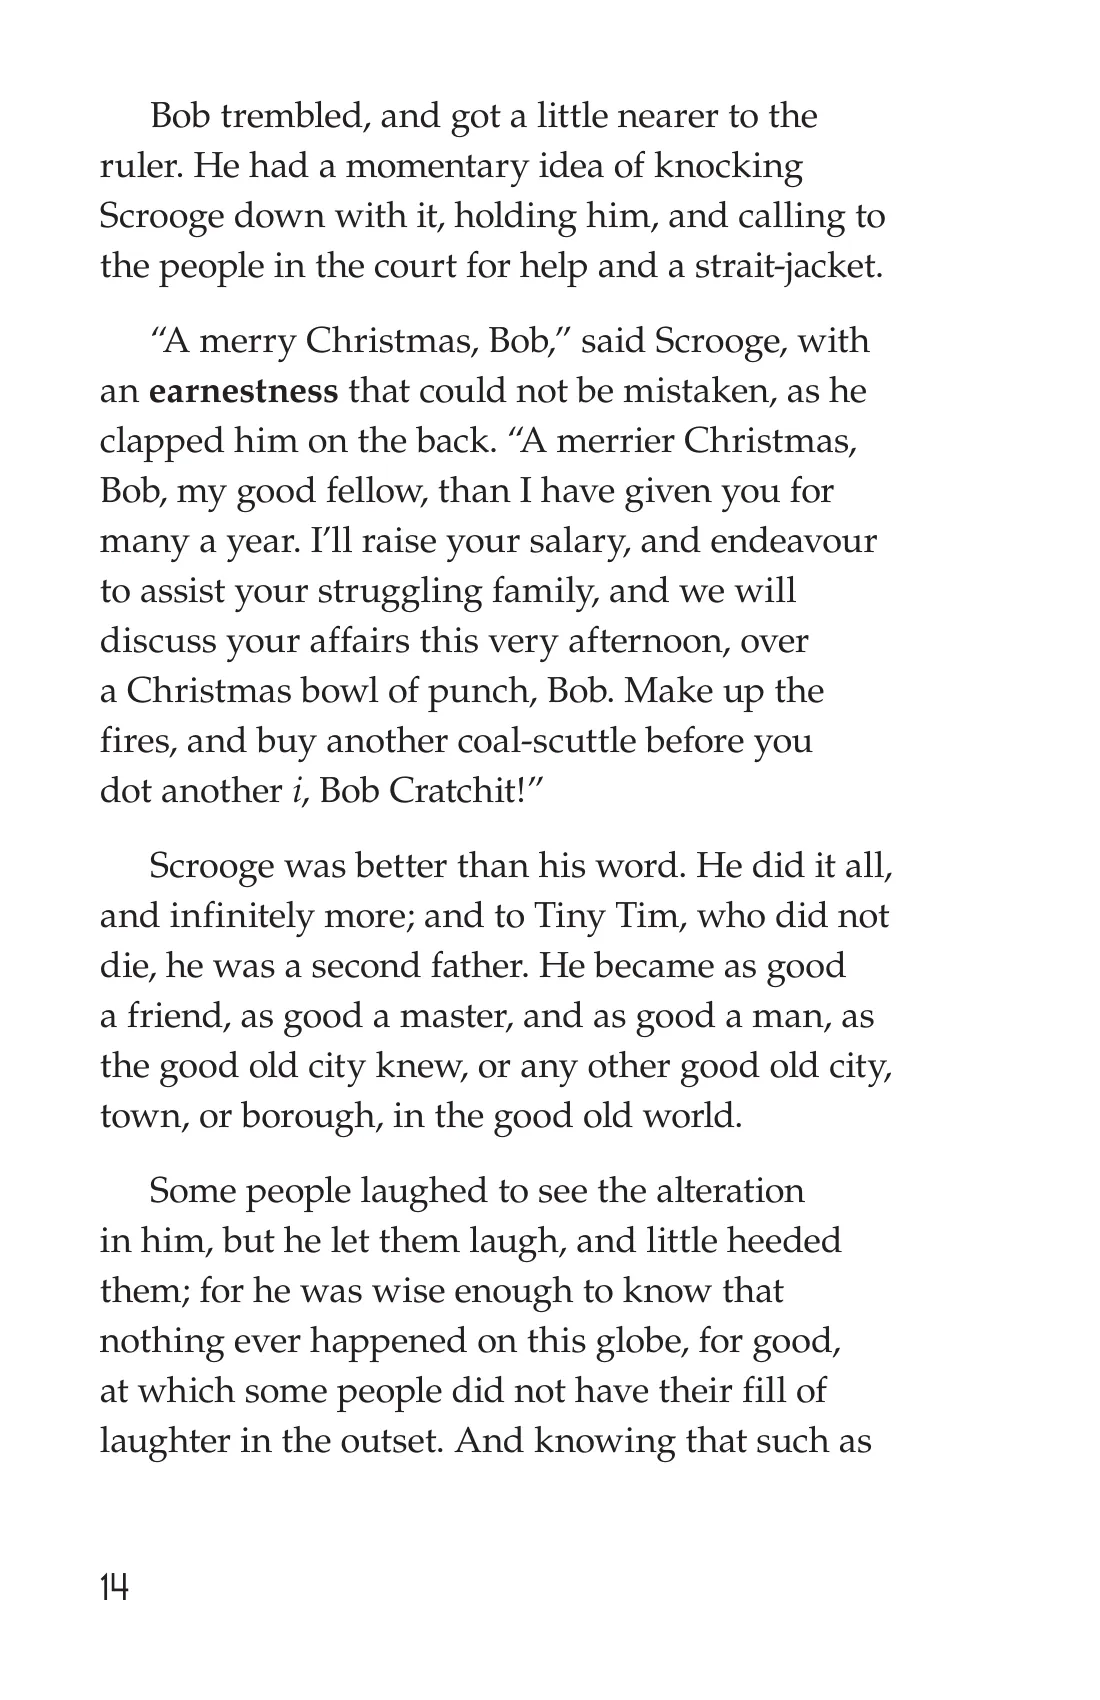 Bob trembled, and got a little nearer to the
ruler. He had a momentary idea of knocking
Scrooge down with it, holding him, and calling to
the people in the court for help and a strait-jacket.
“A merry Christmas, Bob,” said Scrooge, with
an earnestness that could not be mistaken, as he
clapped him on the back. “A merrier Christmas,
Bob, my good fellow, than I have given you for
many a year. I’ll raise your salary, and endeavour
to assist your struggling family, and we will
discuss your affairs this very afternoon, over
a Christmas bowl of punch, Bob. Make up the
fires, and buy another coal-scuttle before you
dot another i, Bob Cratchit!”
Scrooge was better than his word. He did it all,
and infinitely more; and to Tiny Tim, who did not
die, he was a second father. He became as good
a friend, as good a master, and as good a man, as
the good old city knew, or any other good old city,
town, or borough, in the good old world.
Some people laughed to see the alteration
in him, but he let them laugh, and little heeded
them; for he was wise enough to know that
nothing ever happened on this globe, for good,
at which some people did not have their fill of
laughter in the outset. And knowing that such as
14